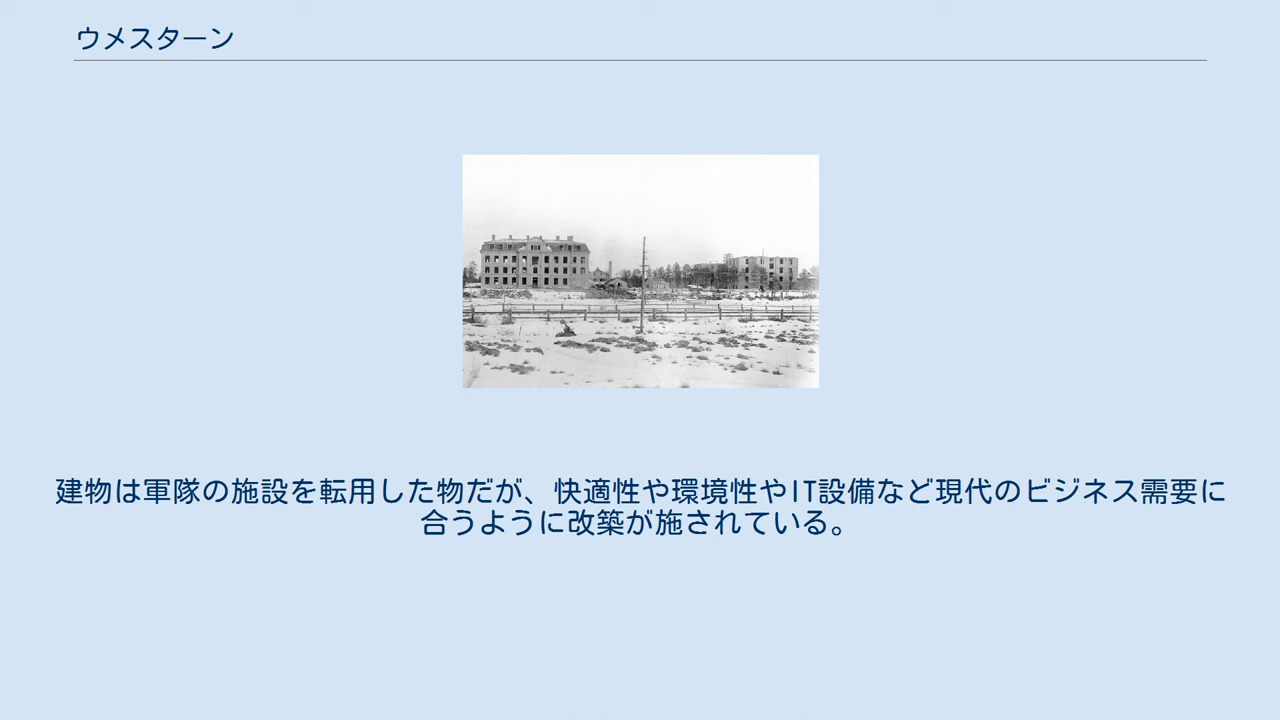 ウメスターン
建物は軍隊の施設を転用した物だが、快適性や環境性やIT設備など現代のビジネス需要に
合うように改築が施されている。